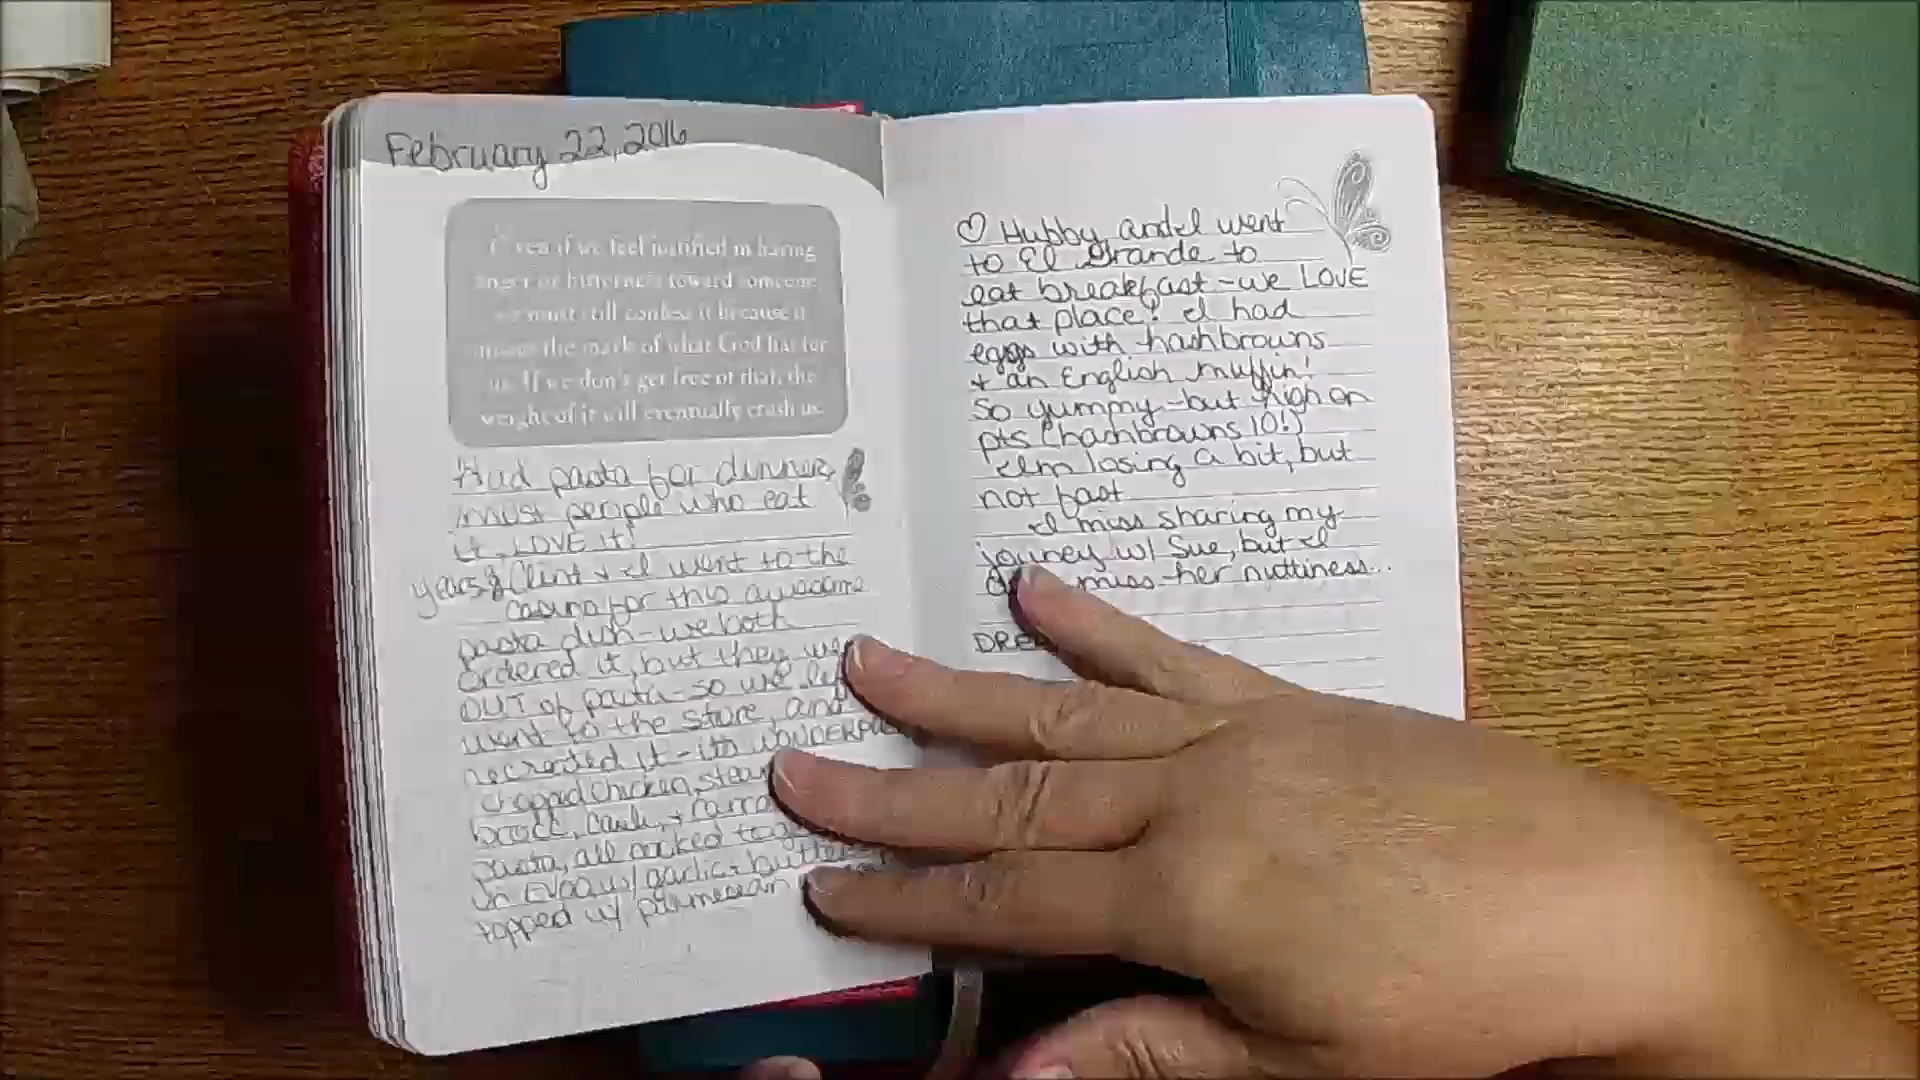 February 22, 2016
Even if we feel justified in having
anger or bitterness toward someone,
we must still confess it because it
misses the mark of what God has for
us. If we don't get free of that, the
weight of it will eventually crush us.
Had pasta for dinner,
most people who eat
it, LOVE it!
years Clint + I went to the
casino for this awesome
pasta dish - we both
ordered it, but they
OUT of pasta - so we
went to the store, and
recreated it - its WONDERFUL
chopped chicken,
brocc, cauli, +
pasta, all cooked
in EVOO w/ garlic + butter
topped w/ parmesean
♡ Hubby and I went
to El Grande to
eat breakfast - we LOVE
that place! I had
eggs with hashbrowns
+ an English muffin!
So yummy - but high on
pts (hashbrowns 10!)
I'm losing a bit, but
not fast
I miss sharing my
journey w/ Sue, but I
miss her nuttiness...